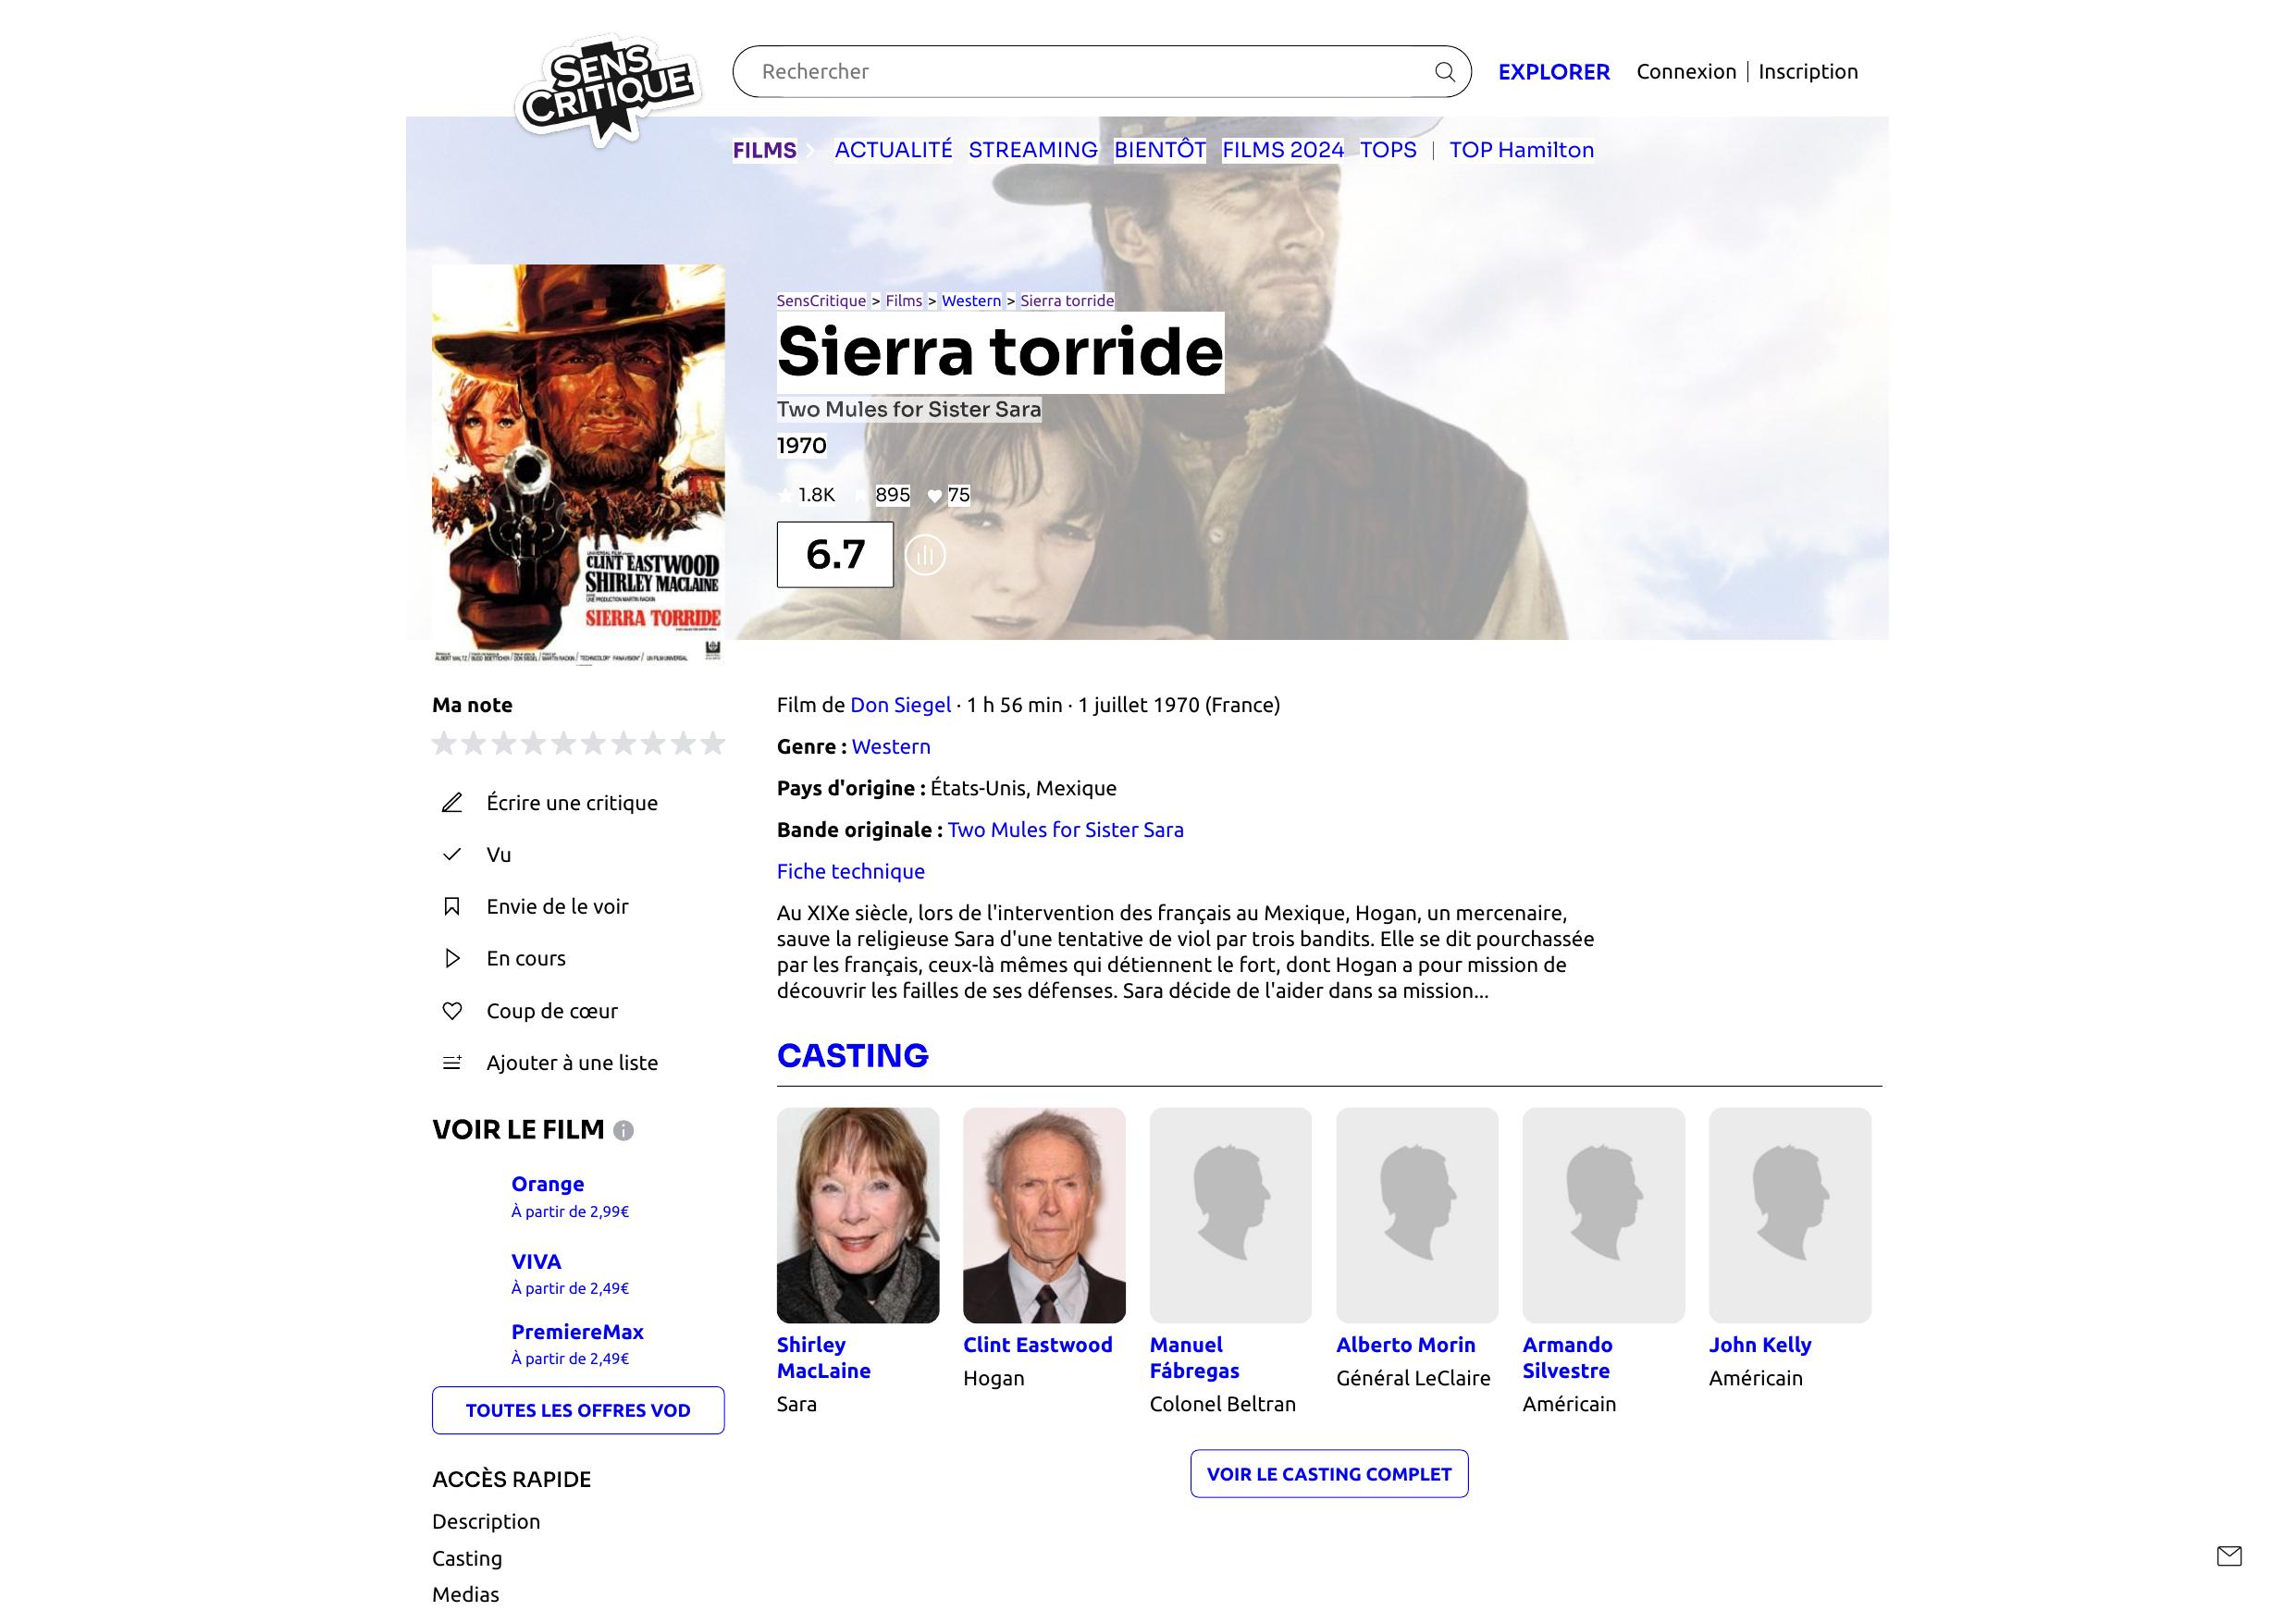 SENS
CRITIQUE
Rechercher
EXPLORER
Connexion | Inscription
FILMS
ACTUALITÉ
STREAMING
BIENTÔT
FILMS 2024
TOPS
|
TOP Hamilton
SensCritique > Films > Western > Sierra torride
Sierra torride
Two Mules for Sister Sara
1970
1.8K
895
75
6.7
CLINT EASTWOOD
SHIRLEY MACLAINE
UNE PRODUCTION MARTIN RACKIN
SIERRA TORRIDE
Ma note
Écrire une critique
Vu
Envie de le voir
En cours
Coup de cœur
Ajouter à une liste
VOIR LE FILM
Orange
À partir de 2,99€
VIVA
À partir de 2,49€
PremiereMax
À partir de 2,49€
TOUTES LES OFFRES VOD
ACCÈS RAPIDE
Description
Casting
Medias
Film de Don Siegel · 1 h 56 min · 1 juillet 1970 (France)
Genre : Western
Pays d'origine : États-Unis, Mexique
Bande originale : Two Mules for Sister Sara
Fiche technique
Au XIXe siècle, lors de l'intervention des français au Mexique, Hogan, un mercenaire,
sauve la religieuse Sara d'une tentative de viol par trois bandits. Elle se dit pourchassée
par les français, ceux-là mêmes qui détiennent le fort, dont Hogan a pour mission de
découvrir les failles de ses défenses. Sara décide de l'aider dans sa mission...
CASTING
Shirley
MacLaine
Sara
Clint Eastwood
Hogan
Manuel
Fábregas
Colonel Beltran
Alberto Morin
Général LeClaire
Armando
Silvestre
Américain
John Kelly
Américain
VOIR LE CASTING COMPLET